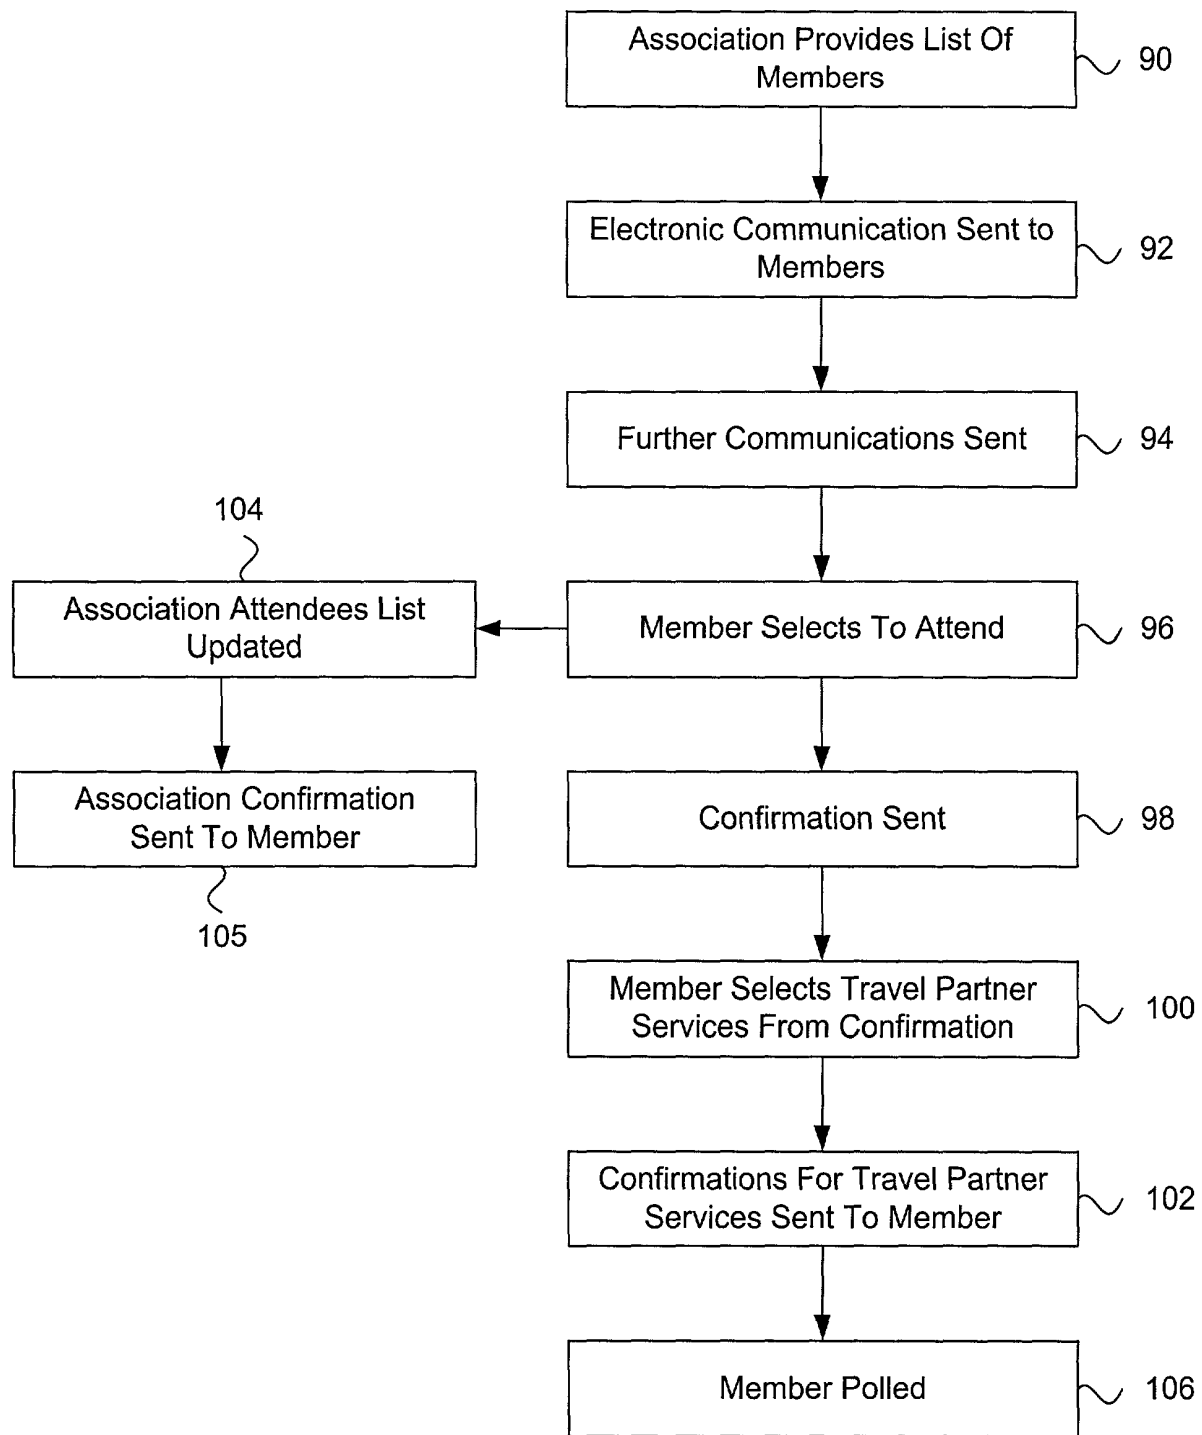 Association Provides List Of
Members
90
Electronic Communication Sent to
Members
92
Further Communications Sent
94
104
Association Attendees List
Updated
Member Selects To Attend
96
Association Confirmation
Sent To Member
105
Confirmation Sent
98
Member Selects Travel Partner
Services From Confirmation
100
Confirmations For Travel Partner
Services Sent To Member
102
Member Polled
106